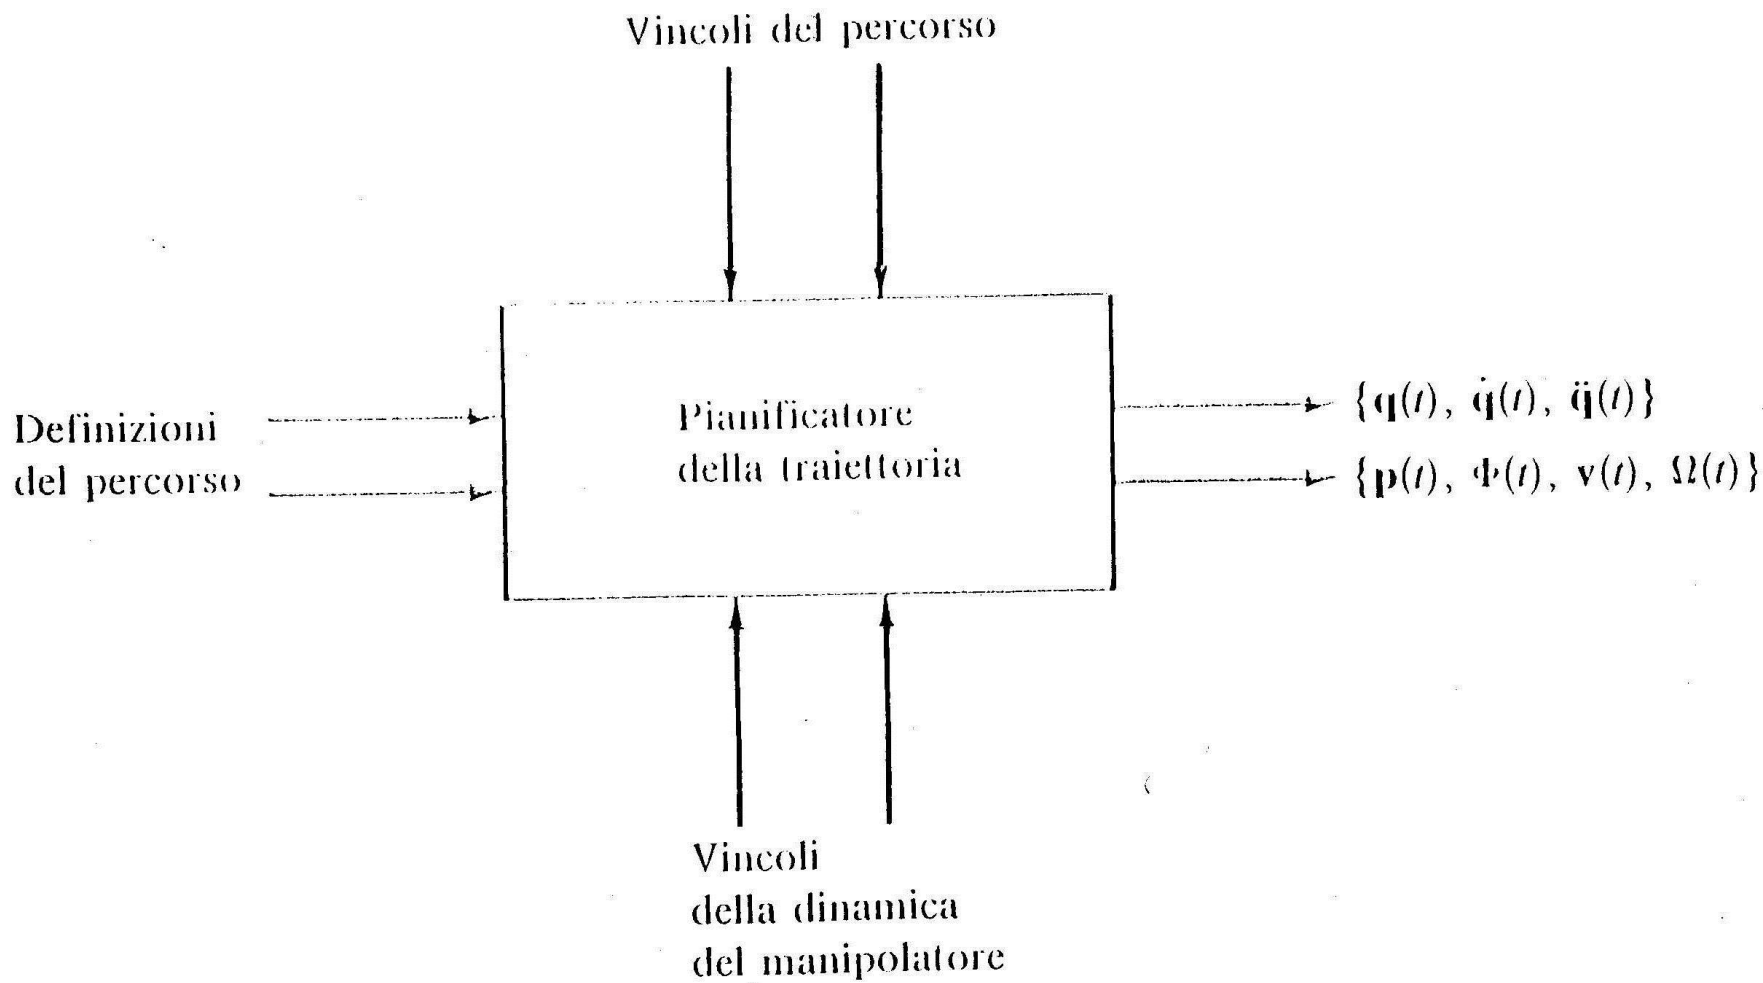 Vincoli del percorso
Definizioni
del percorso
Pianificatore
della traiettoria
{q(t), q̇(t), q̈(t)}
{p(t), Φ(t), v(t), Ω(t)}
Vincoli
della dinamica
del manipolatore